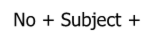 No + Subject +